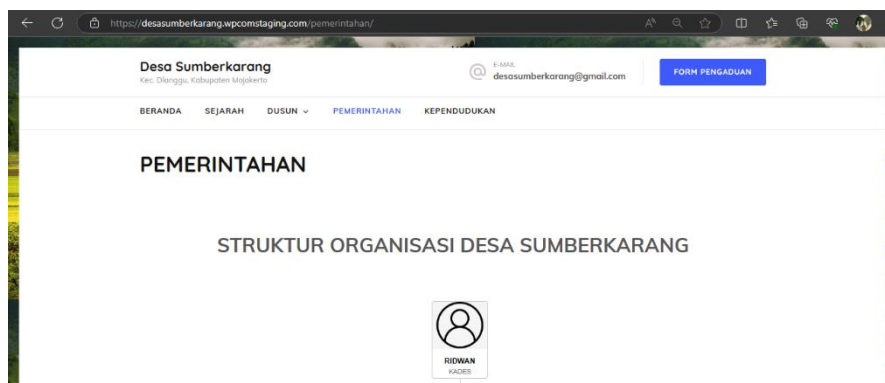 https://desasumberkarang.wpcomstaging.com/pemerintahan/
Desa Sumberkarang
Kec. Dlanggu, Kabupaten Mojokerto
E-MAIL
desasumberkarang@gmail.com
FORM PENGADUAN
BERANDA SEJARAH DUSUN PEMERINTAHAN KEPENDUDUKAN
PEMERINTAHAN
STRUKTUR ORGANISASI DESA SUMBERKARANG
RIDWAN
KADES